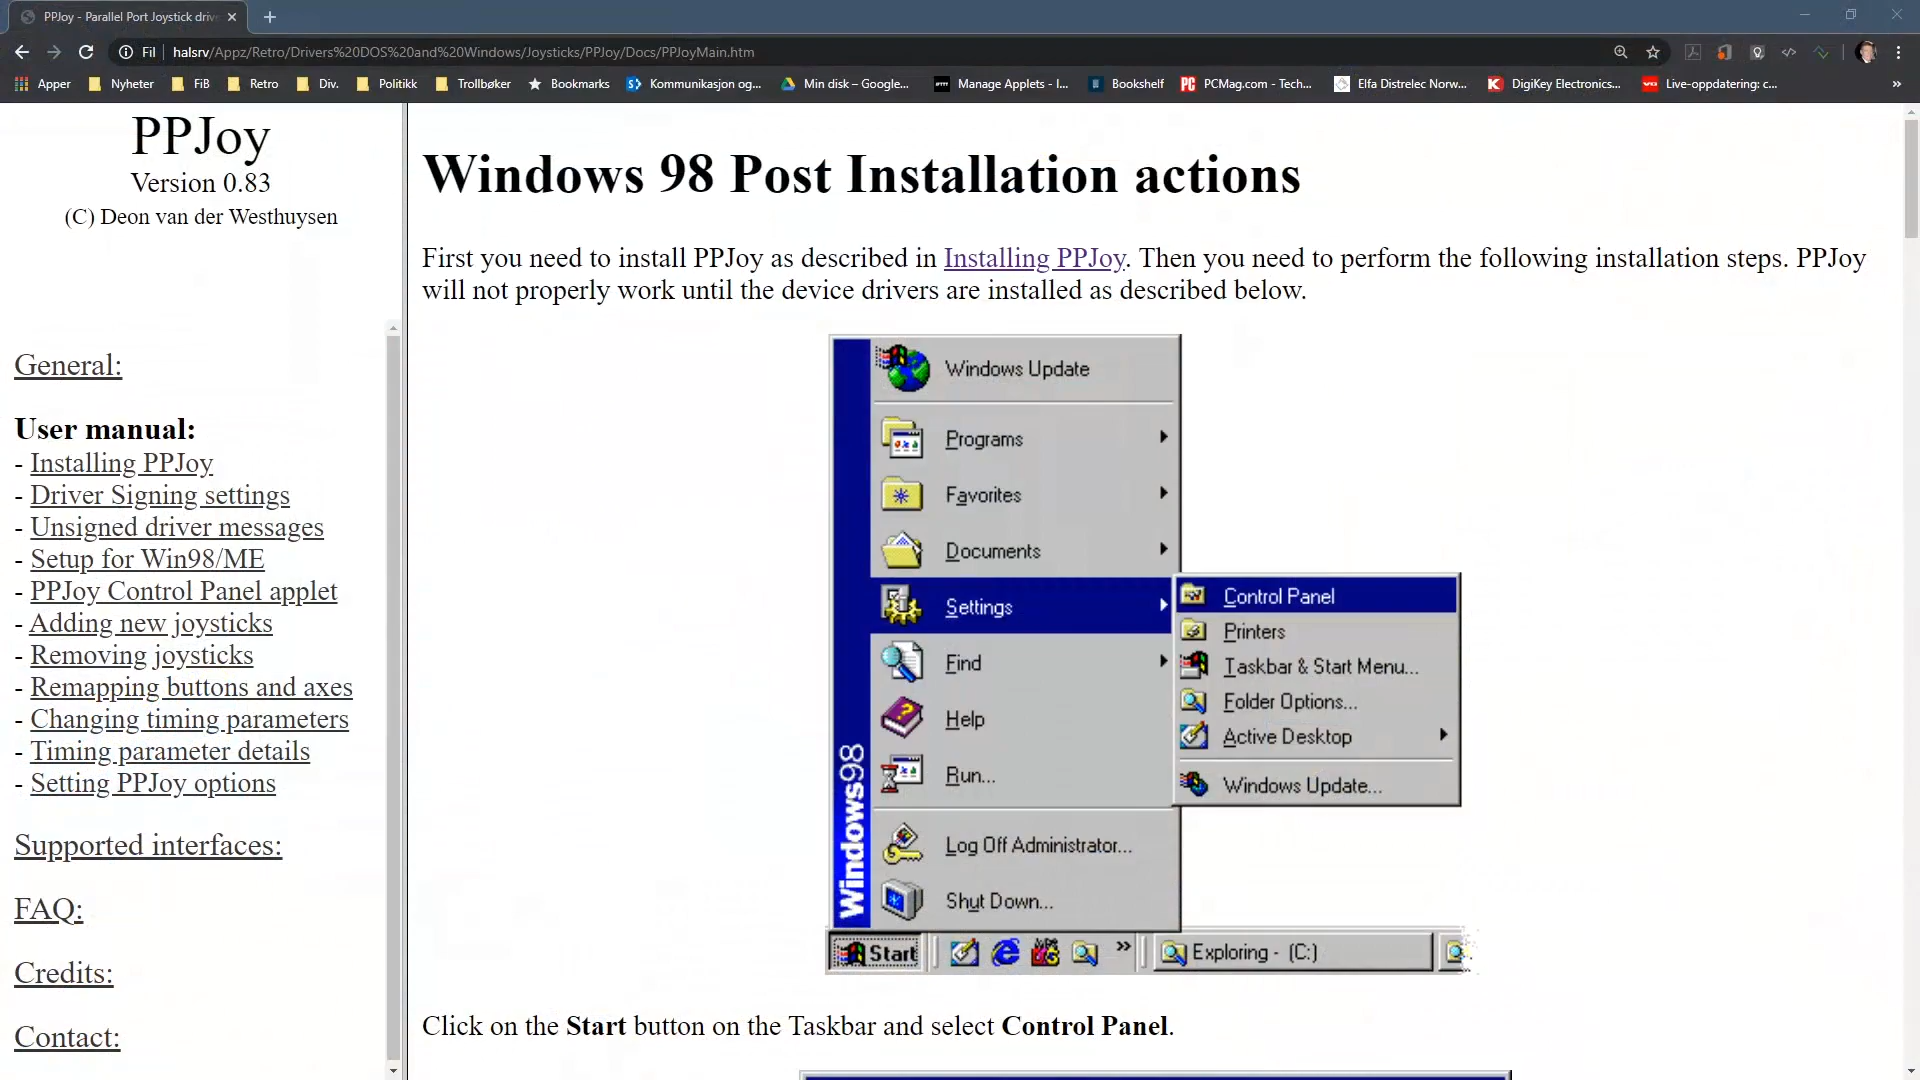 PPJoy - Parallel Port Joystick driv
Fil halsrv/Appz/Retro/Drivers%20DOS%20and%20Windows/Joysticks/PPJoy/Docs/PPJoyMain.htm
Apper Nyheter FiB Retro Div. Politikk Trollbøker Bookmarks Kommunikasjon og... Min disk – Google... Manage Applets - I... Bookshelf PCMag.com - Tech... Elfa Distrelec Norw... DigiKey Electronics... Live-oppdatering: c... »
PPJoy
Version 0.83
(C) Deon van der Westhuysen
General:
User manual:
- Installing PPJoy
- Driver Signing settings
- Unsigned driver messages
- Setup for Win98/ME
- PPJoy Control Panel applet
- Adding new joysticks
- Removing joysticks
- Remapping buttons and axes
- Changing timing parameters
- Timing parameter details
- Setting PPJoy options
Supported interfaces:
FAQ:
Credits:
Contact:
Windows 98 Post Installation actions
First you need to install PPJoy as described in Installing PPJoy. Then you need to perform the following installation steps. PPJoy
will not properly work until the device drivers are installed as described below.
Windows Update
Programs
Favorites
Documents
Settings
Find
Help
Run...
Log Off Administrator...
Shut Down...
Windows98
Control Panel
Printers
Taskbar & Start Menu...
Folder Options...
Active Desktop
Windows Update...
Start » Exploring - (C:)
Click on the Start button on the Taskbar and select Control Panel.